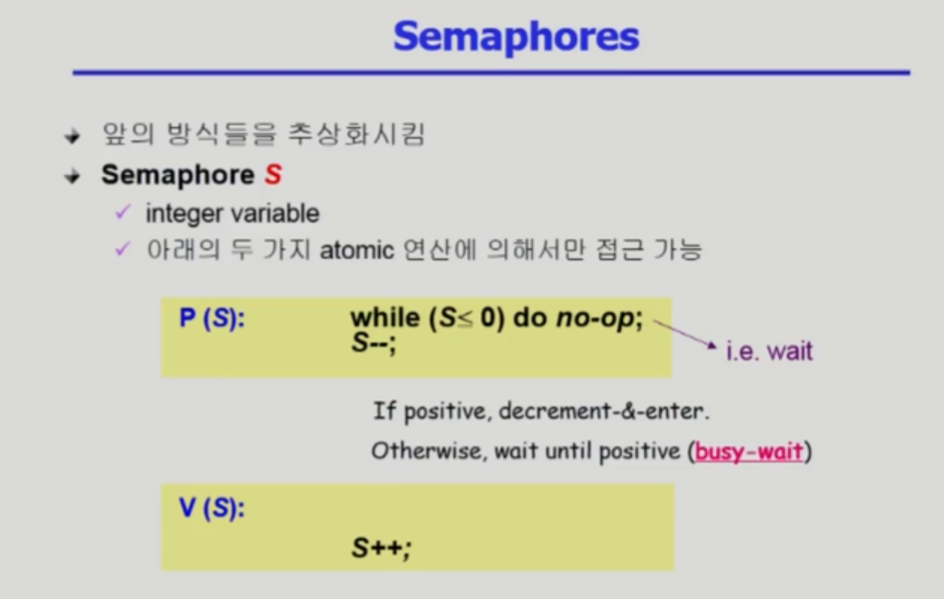 Semaphores
앞의 방식들을 추상화시킴
Semaphore S
integer variable
아래의 두 가지 atomic 연산에 의해서만 접근 가능
P (S): while (S≤ 0) do no-op;
S--;
i.e. wait
If positive, decrement-&-enter.
Otherwise, wait until positive (busy-wait)
V (S):
S++;